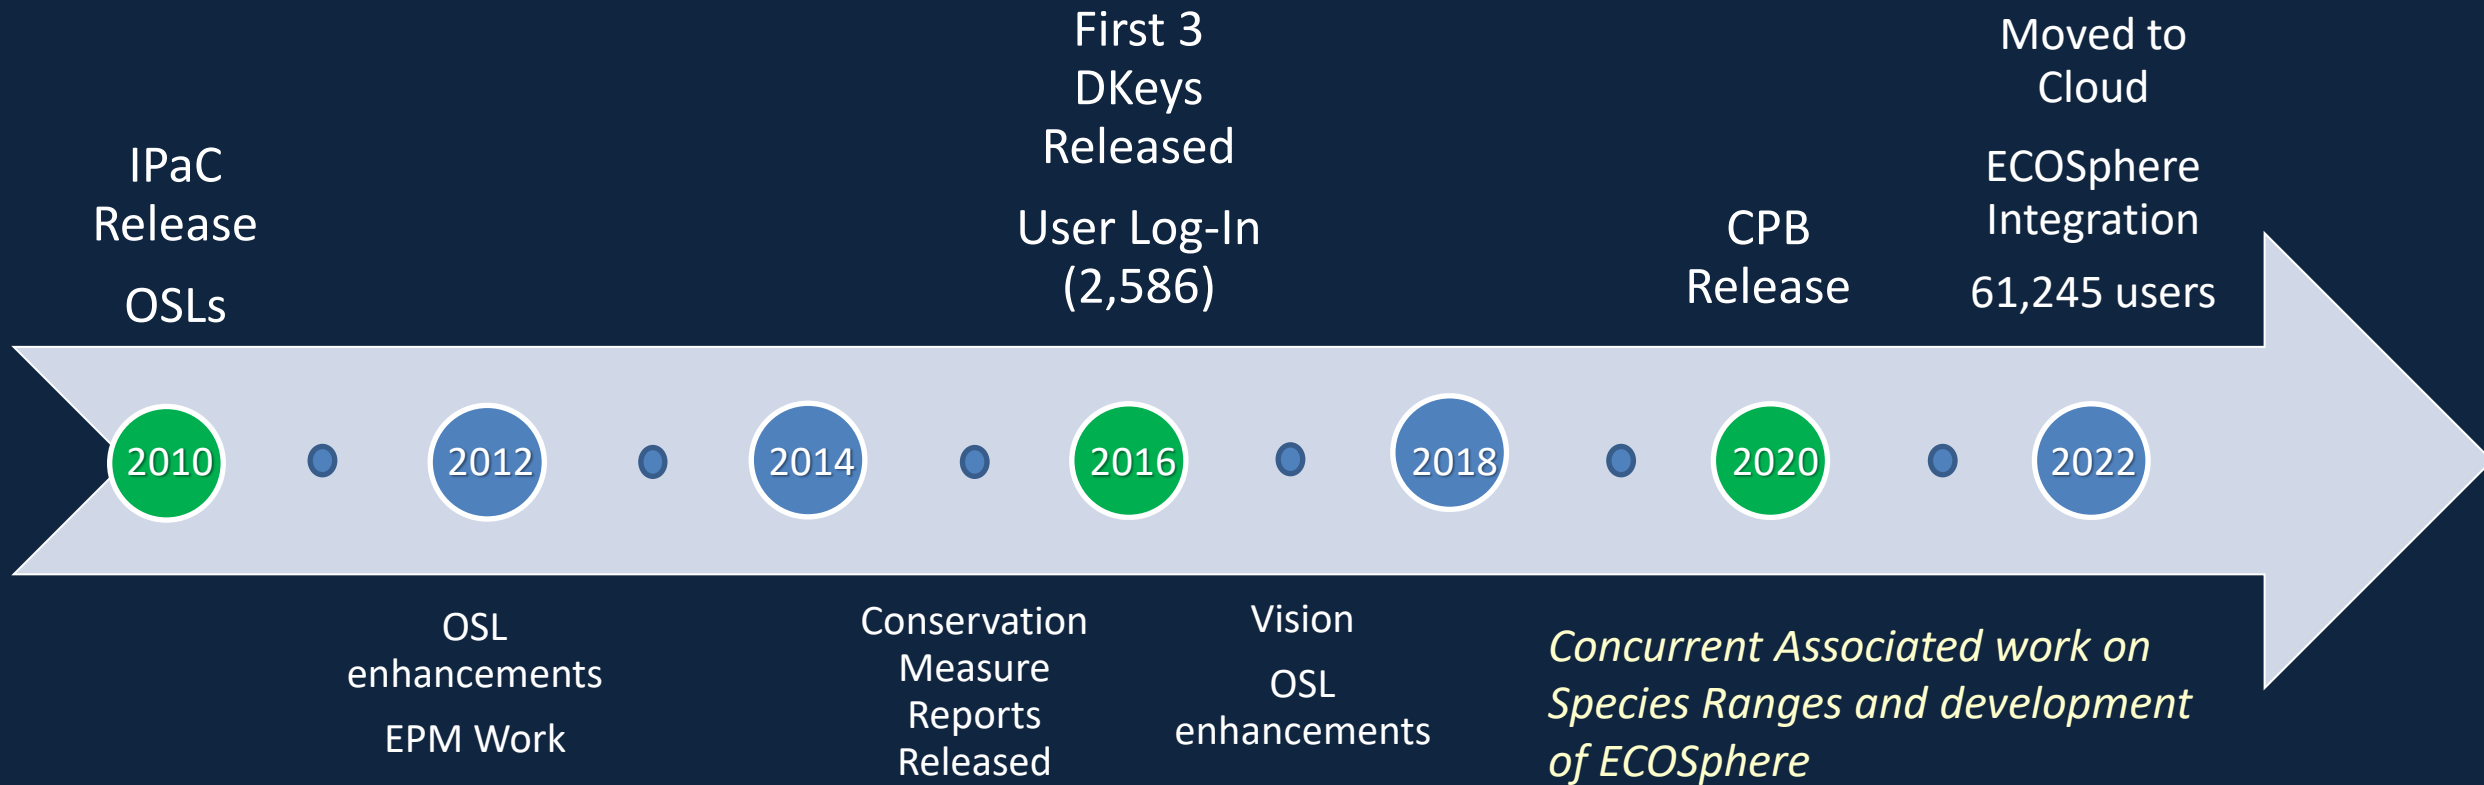 IPaC
Release
OSLs
First 3
DKeys
Released
User Log-In
(2,586)
CPB
Release
Moved to
Cloud
ECOSphere
Integration
61,245 users
2010
2012
2014
2016
2018
2020
2022
OSL
enhancements
EPM Work
Conservation
Measure
Reports
Released
Vision
OSL
enhancements
Concurrent Associated work on
Species Ranges and development
of ECOSphere